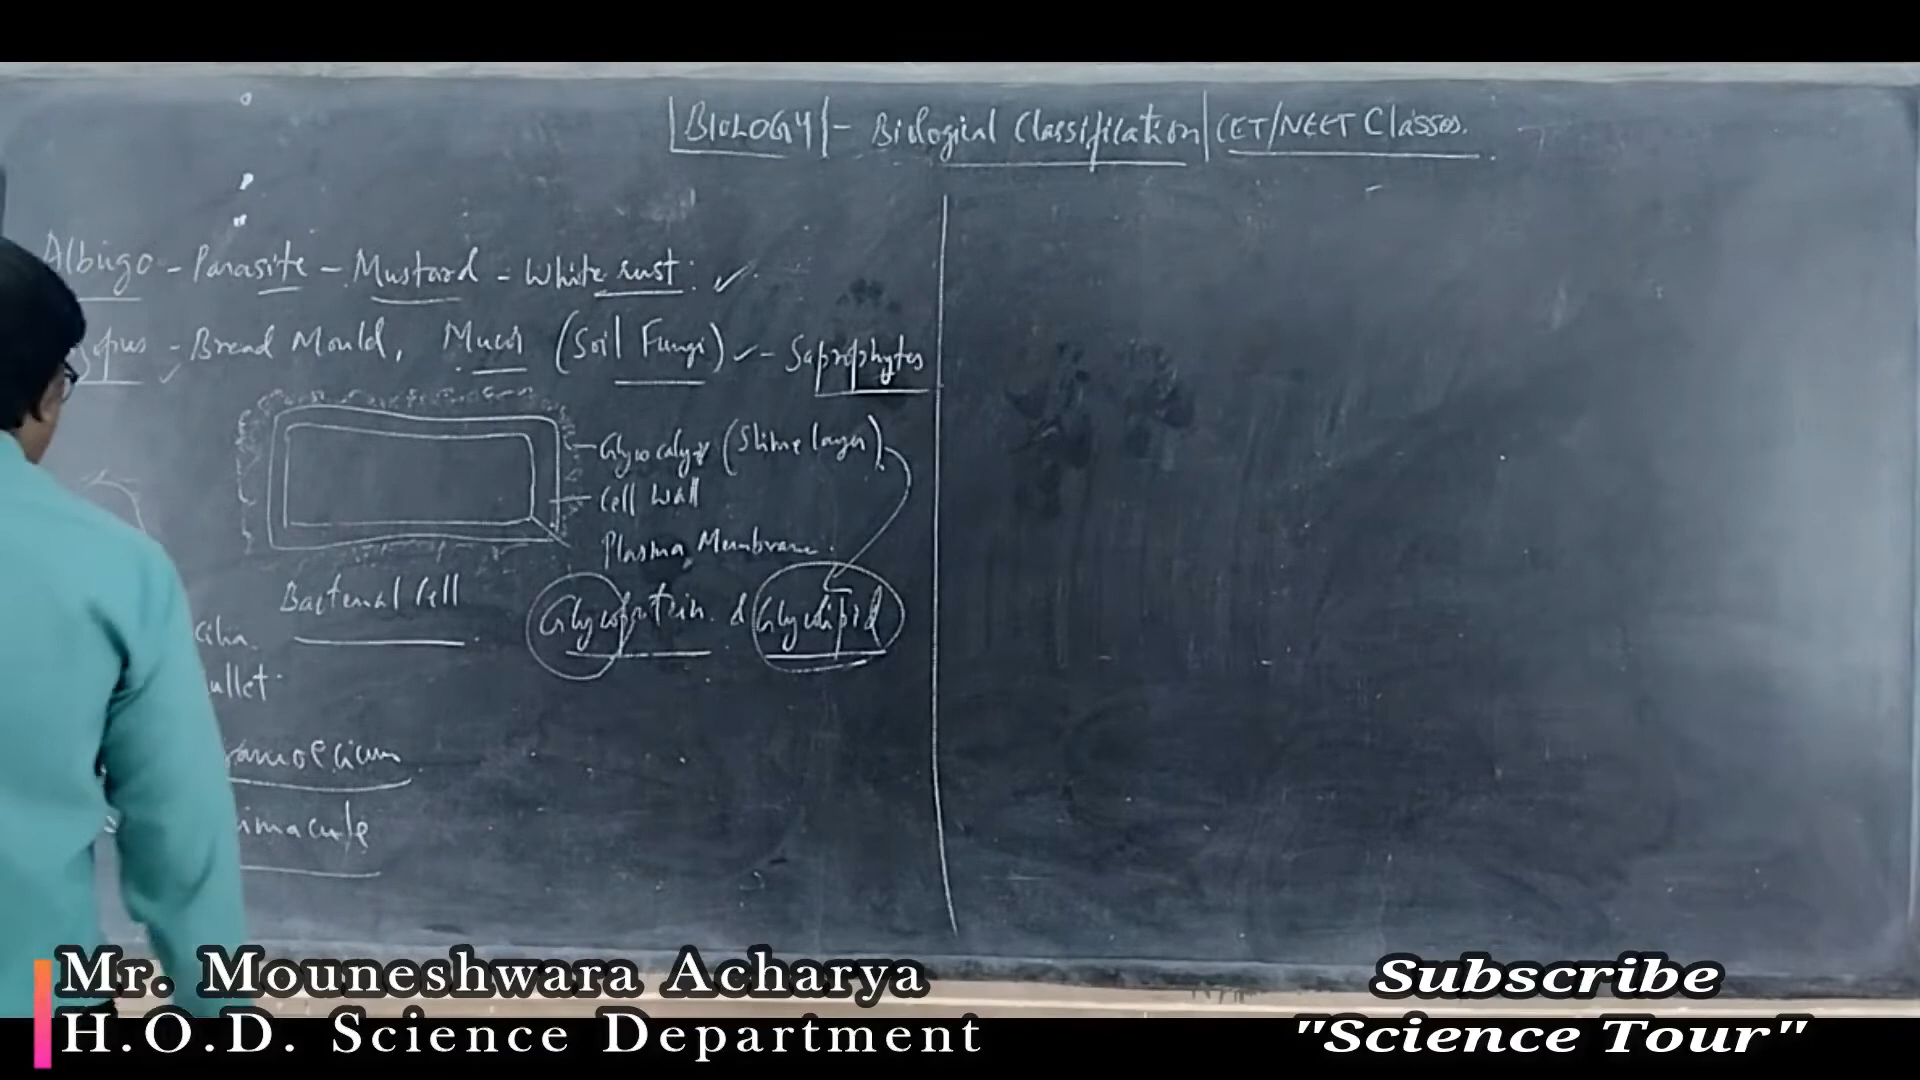 |BIOLOGY| - Biological Classification | CET/NEET Classes.
Albugo - Parasite - Mustard - White rust: ✓
opus - Bread Mould, Mucor (Soil Fungi) ✓ - Saprophytes
Glycocalyx (Slime layer)
Cell Wall
Plasma Membrane.
Bacterial Cell
Glycoprotein & Glycolipid
cilia.
ullet
amoecium
imacule
Mr. Mouneshwara Acharya
H.O.D. Science Department
Subscribe
"Science Tour"